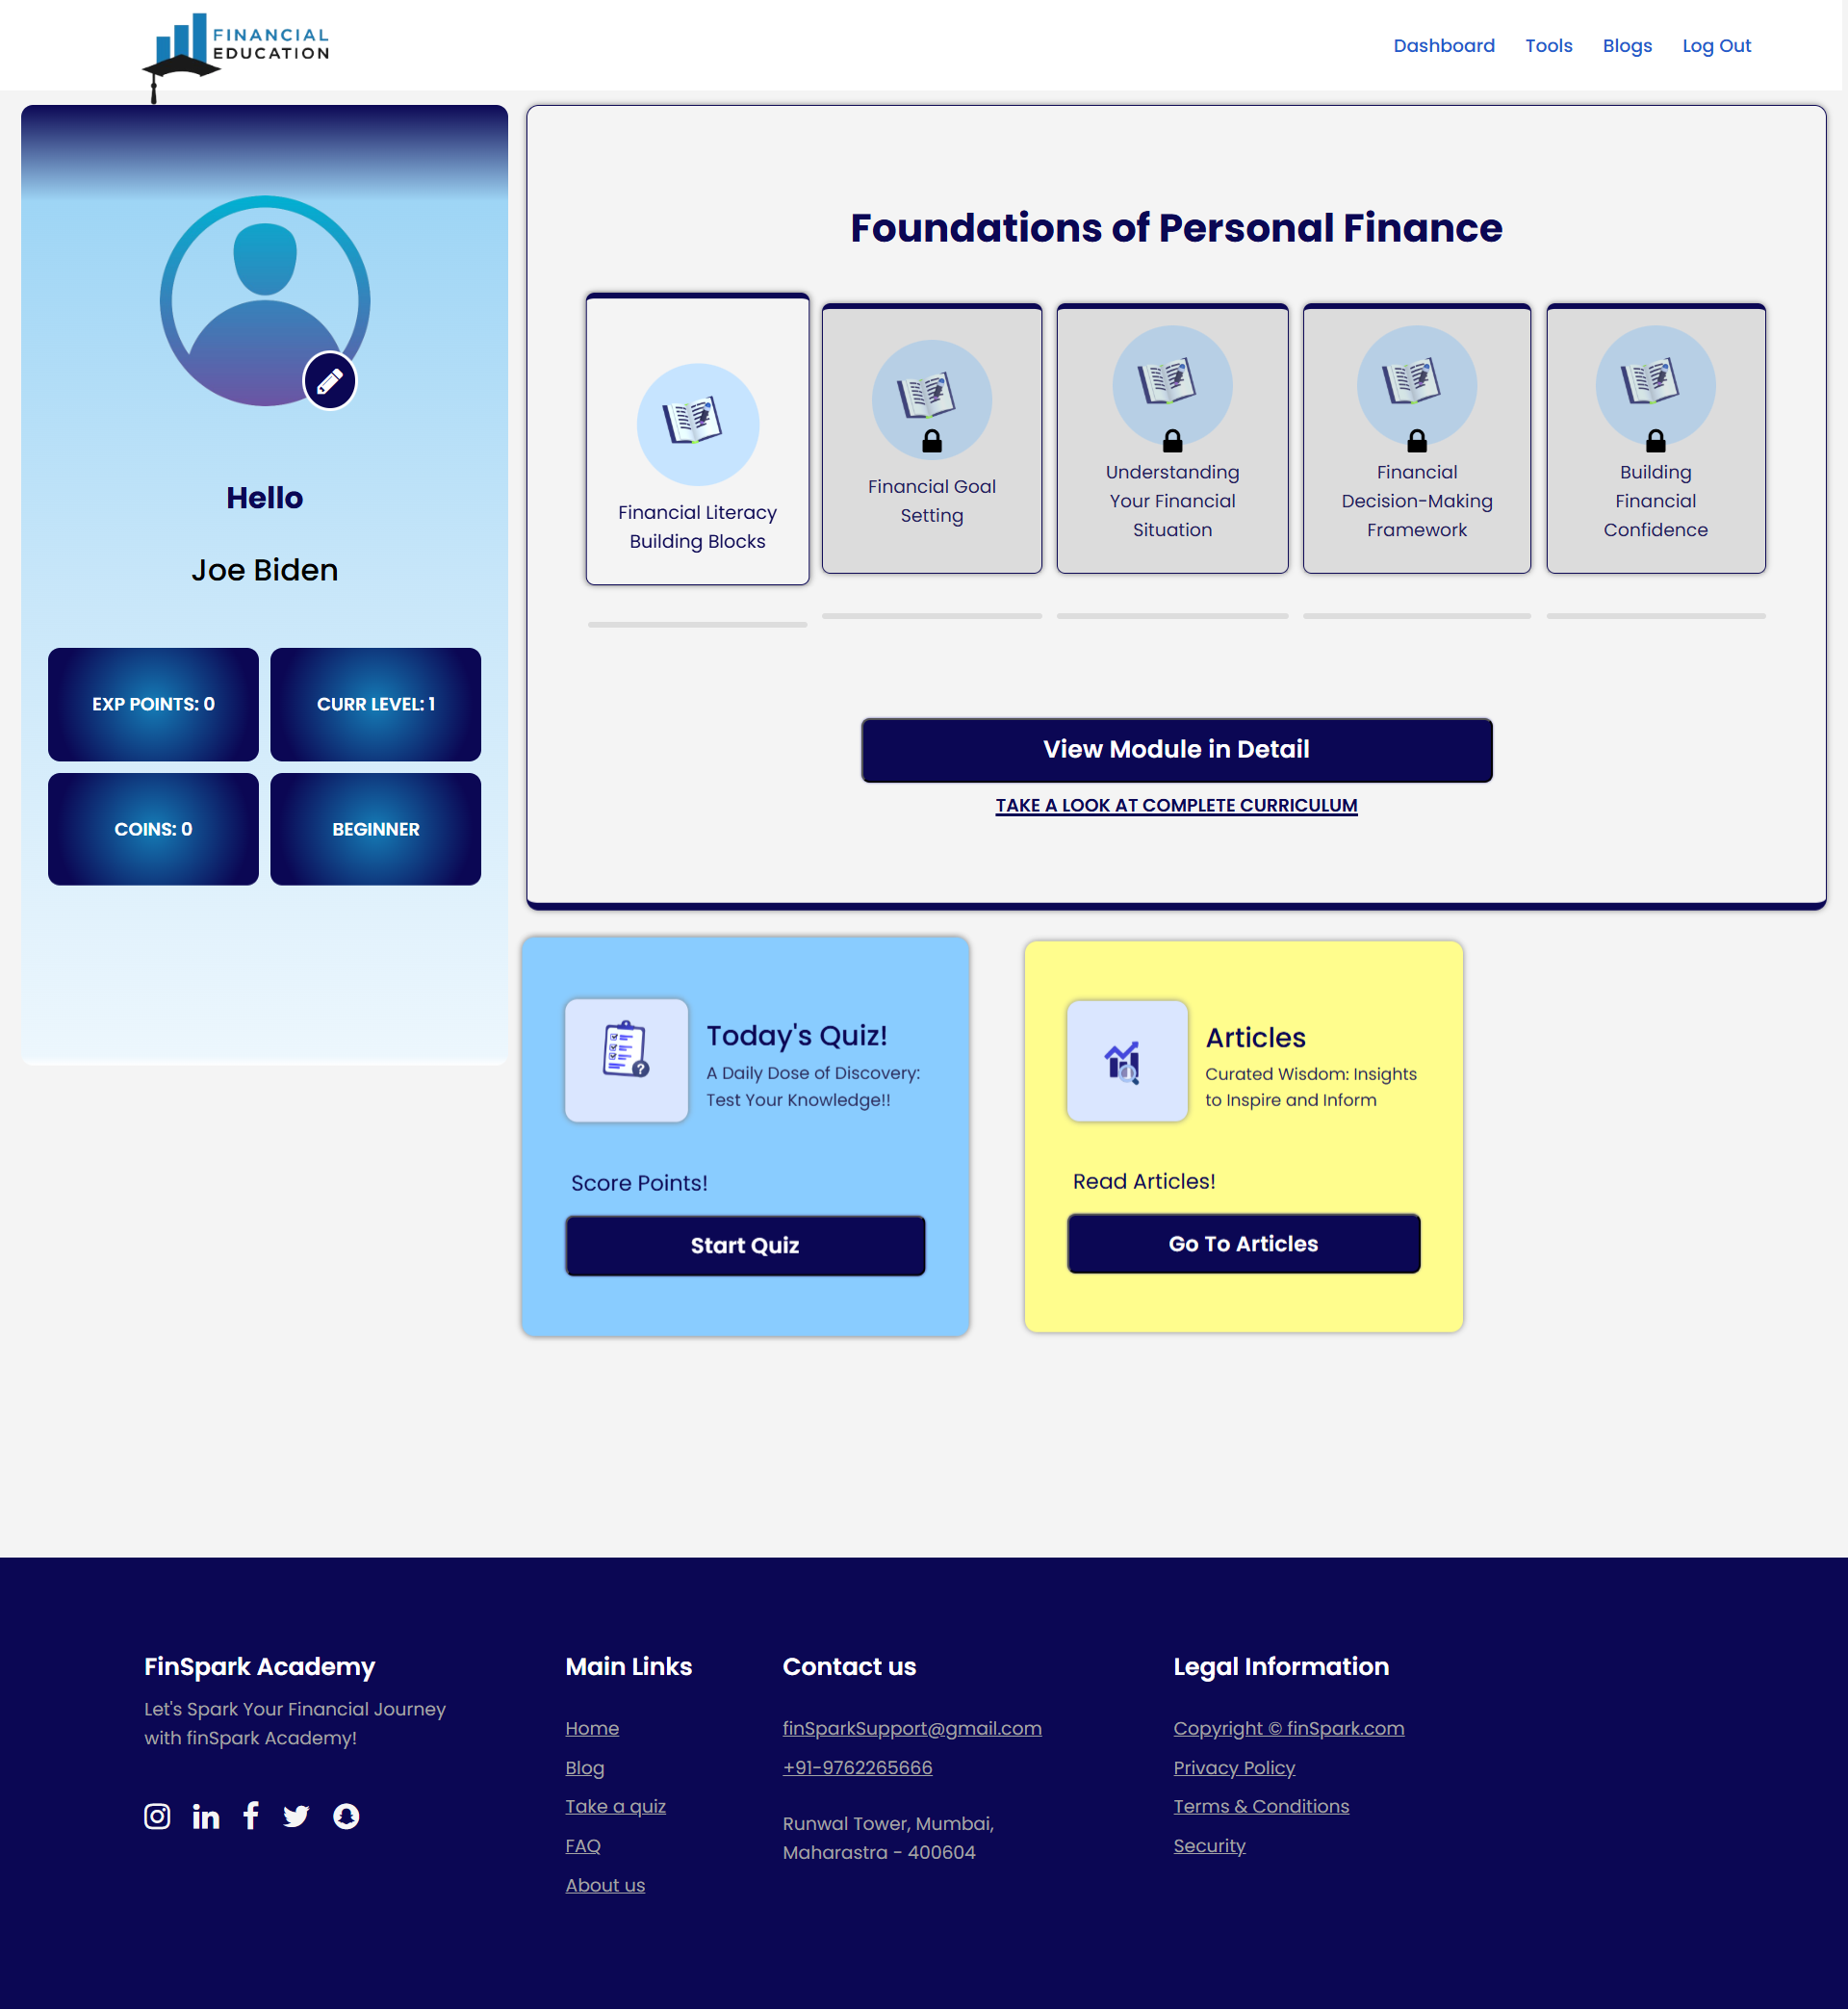 FINANCIAL
EDUCATION
Dashboard Tools Blogs Log Out
Hello
Joe Biden
EXP POINTS: 0
CURR LEVEL: 1
COINS: 0
BEGINNER
Foundations of Personal Finance
Financial Literacy
Building Blocks
Financial Goal
Setting
Understanding
Your Financial
Situation
Financial
Decision-Making
Framework
Building
Financial
Confidence
View Module in Detail
TAKE A LOOK AT COMPLETE CURRICULUM
?
Today's Quiz!
A Daily Dose of Discovery:
Test Your Knowledge!!
Score Points!
Start Quiz
Articles
Curated Wisdom: Insights
to Inspire and Inform
Read Articles!
Go To Articles
FinSpark Academy
Let's Spark Your Financial Journey
with finSpark Academy!
Main Links
Home
Blog
Take a quiz
FAQ
About us
Contact us
finSparkSupport@gmail.com
+91-9762265666
Runwal Tower, Mumbai,
Maharastra - 400604
Legal Information
Copyright © finSpark.com
Privacy Policy
Terms & Conditions
Security